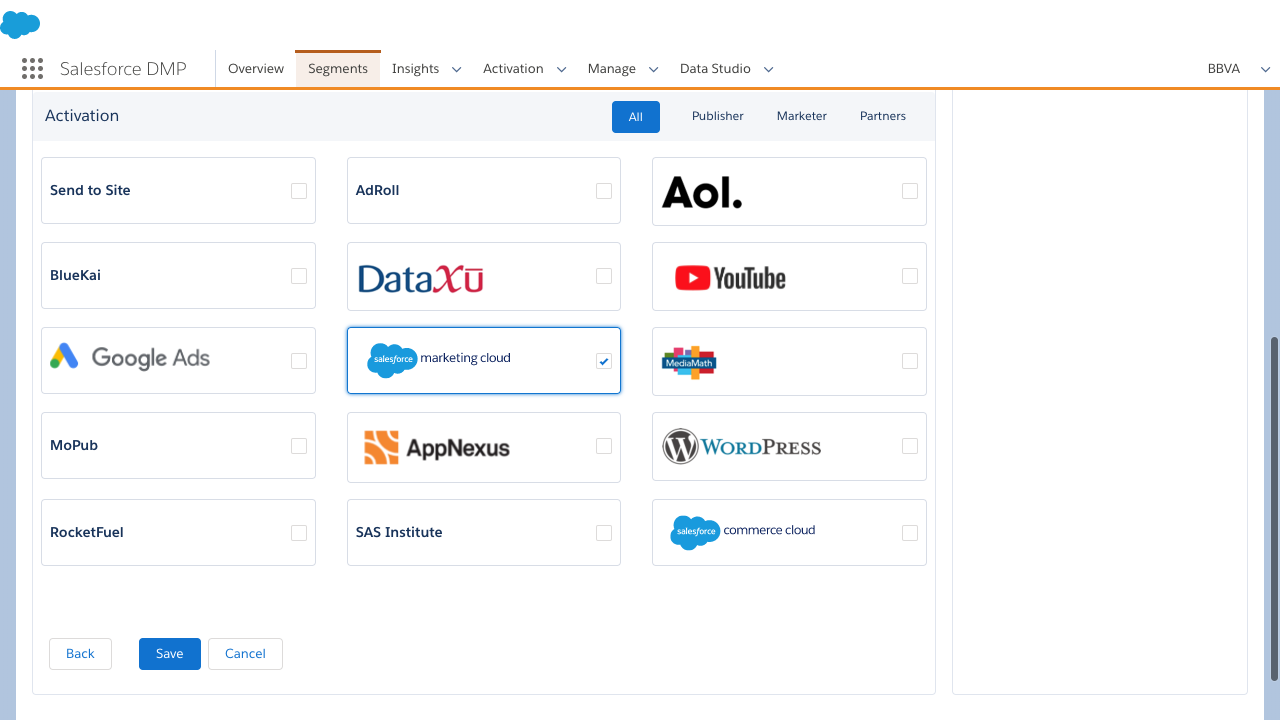 Salesforce DMP
Overview
Segments
Insights
Activation
Manage
Data Studio
BBVA
Activation
All
Publisher
Marketer
Partners
Send to Site
AdRoll
Aol.
BlueKai
DataXū
YouTube
Google Ads
salesforce marketing cloud
MediaMath
MoPub
AppNexus
WORDPRESS
RocketFuel
SAS Institute
salesforce commerce cloud
Back
Save
Cancel